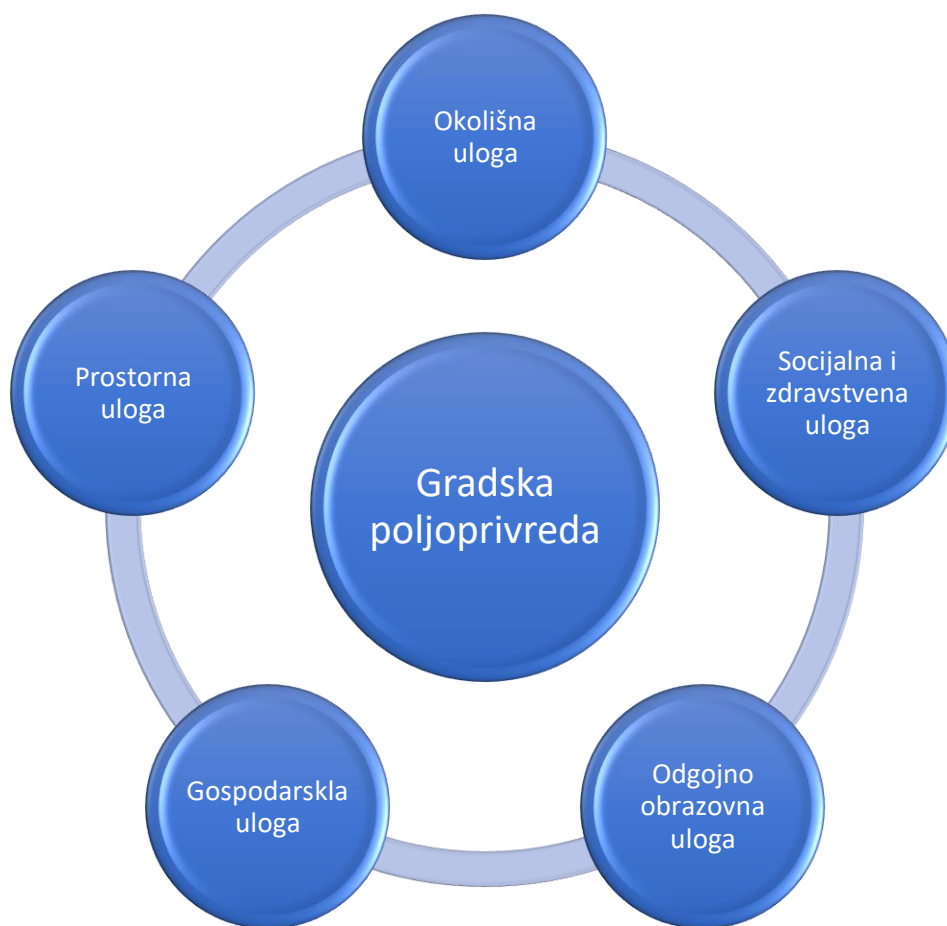 Okolišna
uloga
Socijalna i
zdravstvena
uloga
Odgojno
obrazovna
uloga
Gospodarskla
uloga
Prostorna
uloga
Gradska
poljoprivreda